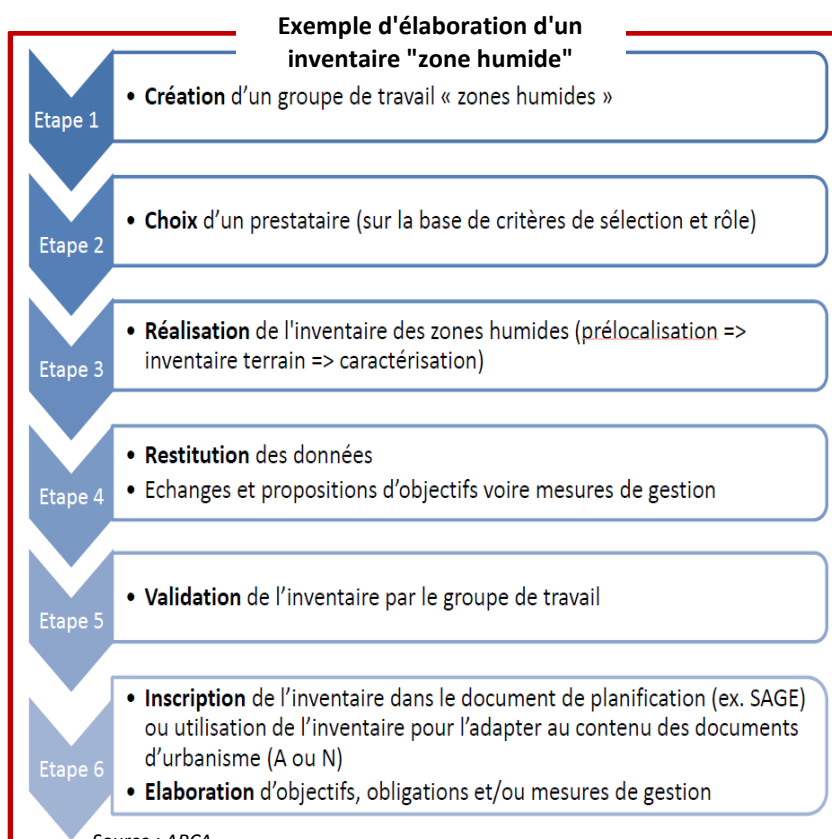 Exemple d'élaboration d'un
inventaire "zone humide"
Etape 1
• Création d’un groupe de travail « zones humides »
Etape 2
• Choix d’un prestataire (sur la base de critères de sélection et rôle)
Etape 3
• Réalisation de l'inventaire des zones humides (prélocalisation =>
inventaire terrain => caractérisation)
Etape 4
• Restitution des données
• Echanges et propositions d’objectifs voire mesures de gestion
Etape 5
• Validation de l’inventaire par le groupe de travail
Etape 6
• Inscription de l’inventaire dans le document de planification (ex. SAGE)
ou utilisation de l’inventaire pour l’adapter au contenu des documents
d’urbanisme (A ou N)
• Elaboration d’objectifs, obligations et/ou mesures de gestion
Source :